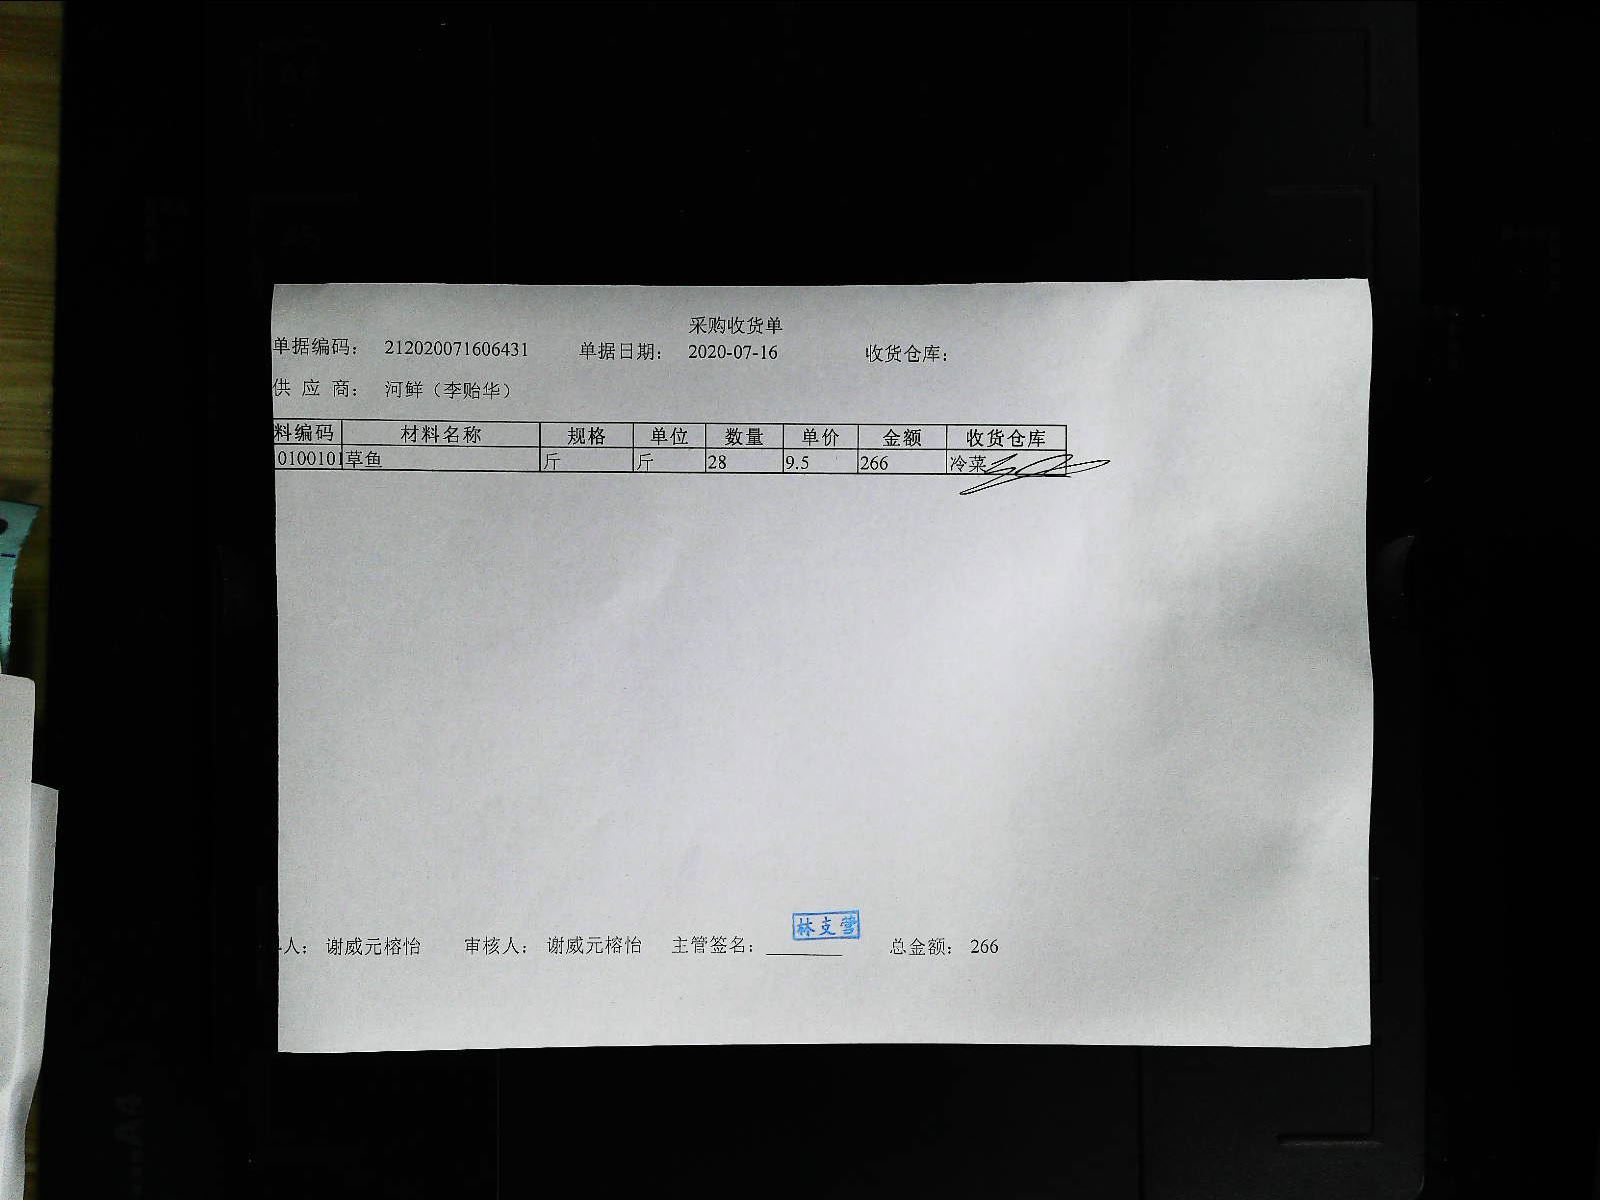 采购收货单
单据编码： 212020071606431 单据日期： 2020-07-16 收货仓库：
供 应 商： 河鲜（李贻华）
料编码 材料名称 规格 单位 数量 单价 金额 收货仓库
0100101 草鱼 斤 斤 28 9.5 266 冷菜
林支营
人： 谢威元榕怡 审核人： 谢威元榕怡 主管签名： 总金额： 266